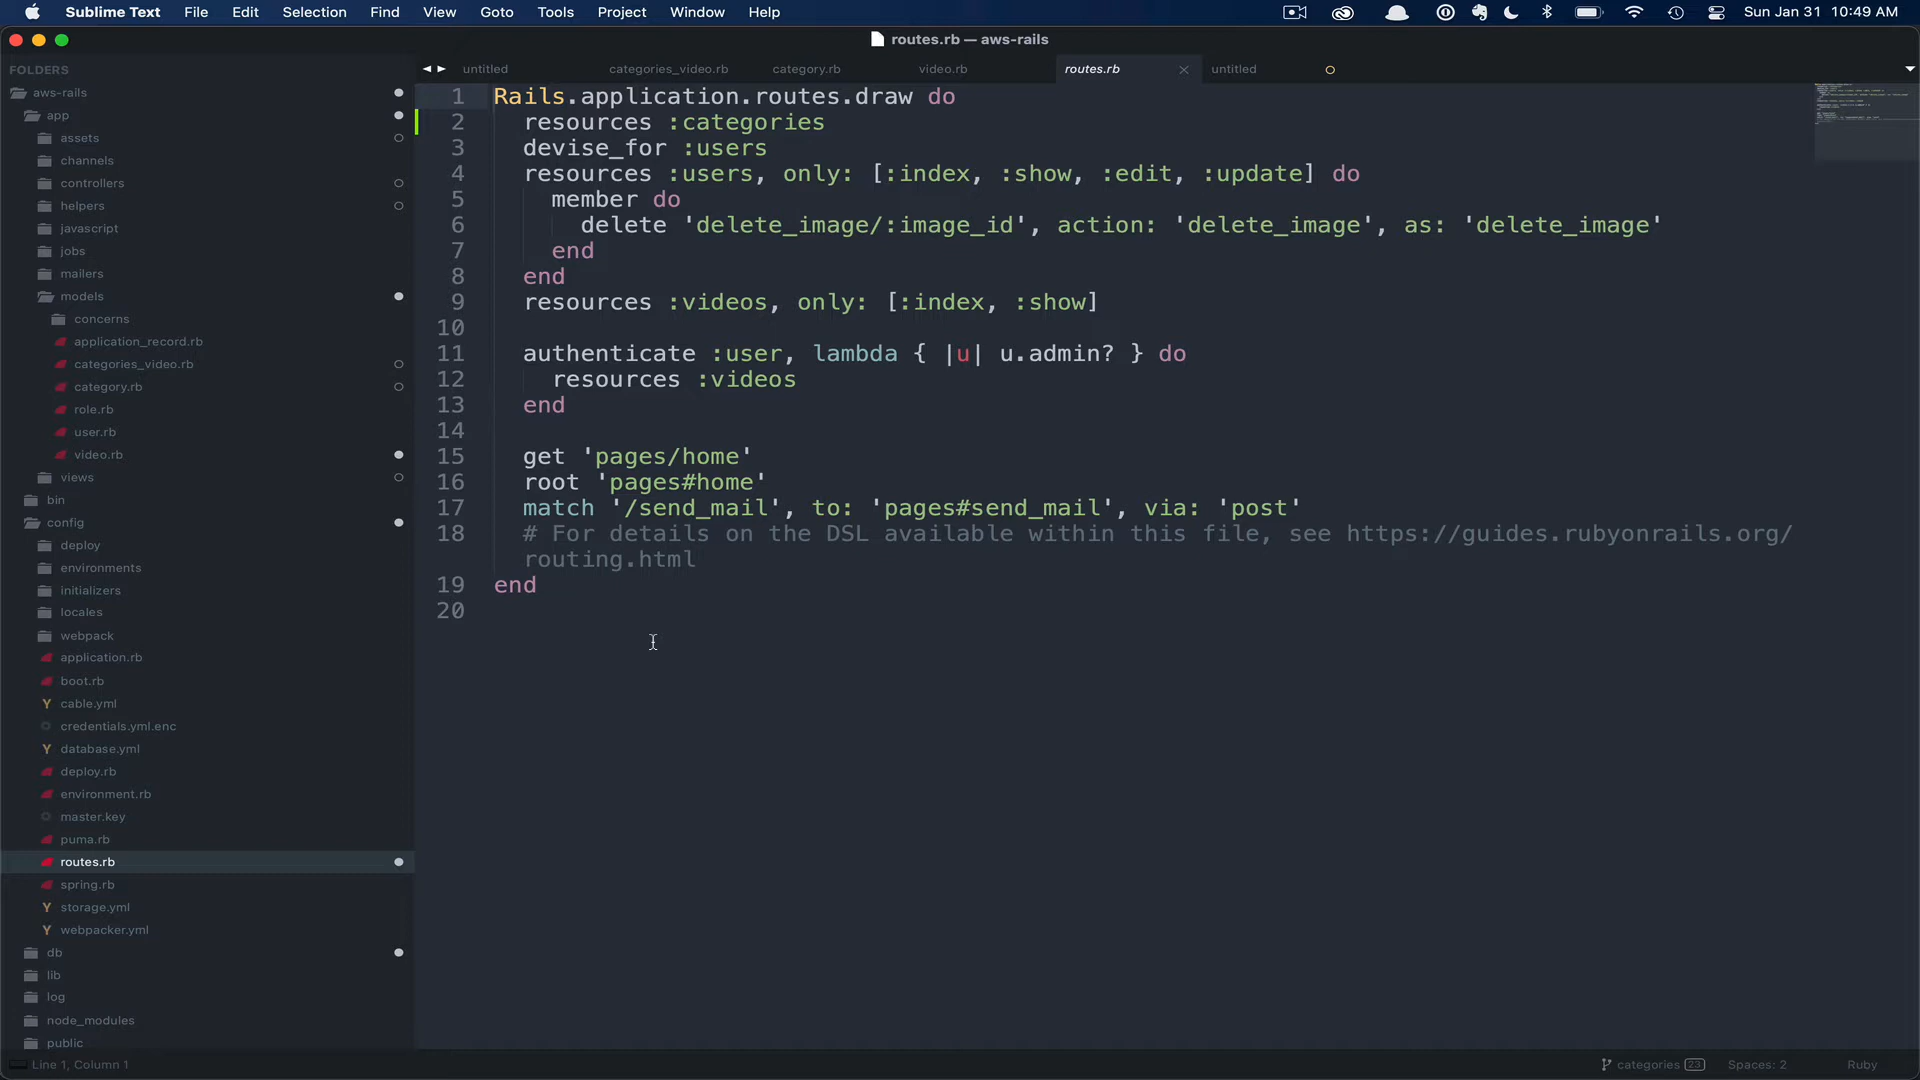 Sublime Text File Edit Selection Find View Goto Tools Project Window Help Sun Jan 31 10:49 AM
routes.rb — aws-rails
FOLDERS
aws-rails
app
assets
channels
controllers
helpers
javascript
jobs
mailers
models
concerns
application_record.rb
categories_video.rb
category.rb
role.rb
user.rb
video.rb
views
bin
config
deploy
environments
initializers
locales
webpack
application.rb
boot.rb
cable.yml
credentials.yml.enc
database.yml
deploy.rb
environment.rb
master.key
puma.rb
routes.rb
spring.rb
storage.yml
webpacker.yml
db
lib
log
node_modules
public
untitled categories_video.rb category.rb video.rb routes.rb untitled
1 Rails.application.routes.draw do
2 resources :categories
3 devise_for :users
4 resources :users, only: [:index, :show, :edit, :update] do
5 member do
6 delete 'delete_image/:image_id', action: 'delete_image', as: 'delete_image'
7 end
8 end
9 resources :videos, only: [:index, :show]
10
11 authenticate :user, lambda { |u| u.admin? } do
12 resources :videos
13 end
14
15 get 'pages/home'
16 root 'pages#home'
17 match '/send_mail', to: 'pages#send_mail', via: 'post'
18 # For details on the DSL available within this file, see https://guides.rubyonrails.org/
routing.html
19 end
20
Line 1, Column 1 categories 23 Spaces: 2 Ruby